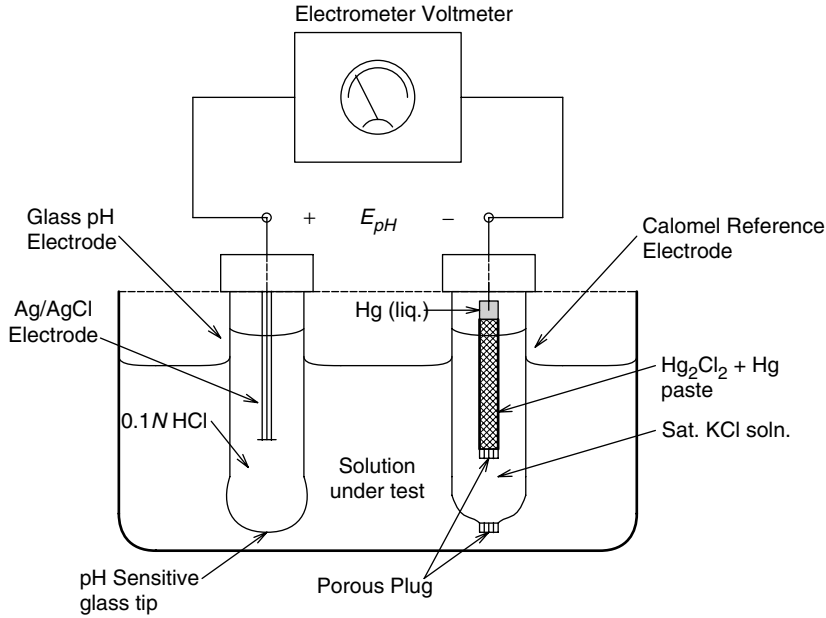 Electrometer Voltmeter
Glass pH
Electrode
+ E_pH −
Calomel Reference
Electrode
Ag/AgCl
Electrode
Hg (liq.)
Hg₂Cl₂ + Hg
paste
0.1N HCl
Sat. KCl soln.
Solution
under test
pH Sensitive
glass tip
Porous Plug